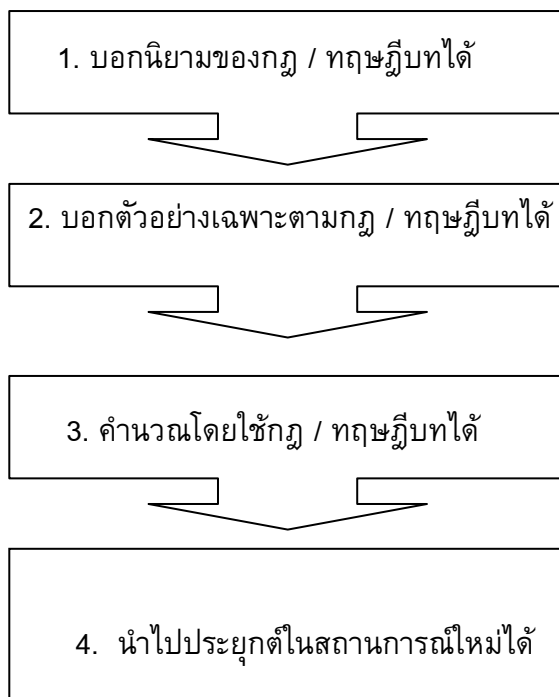 1. บอกนิยามของกฎ / ทฤษฎีบทได้
2. บอกตัวอย่างเฉพาะตามกฎ / ทฤษฎีบทได้
3. คำนวณโดยใช้กฎ / ทฤษฎีบทได้
4. นำไปประยุกต์ในสถานการณ์ใหม่ได้